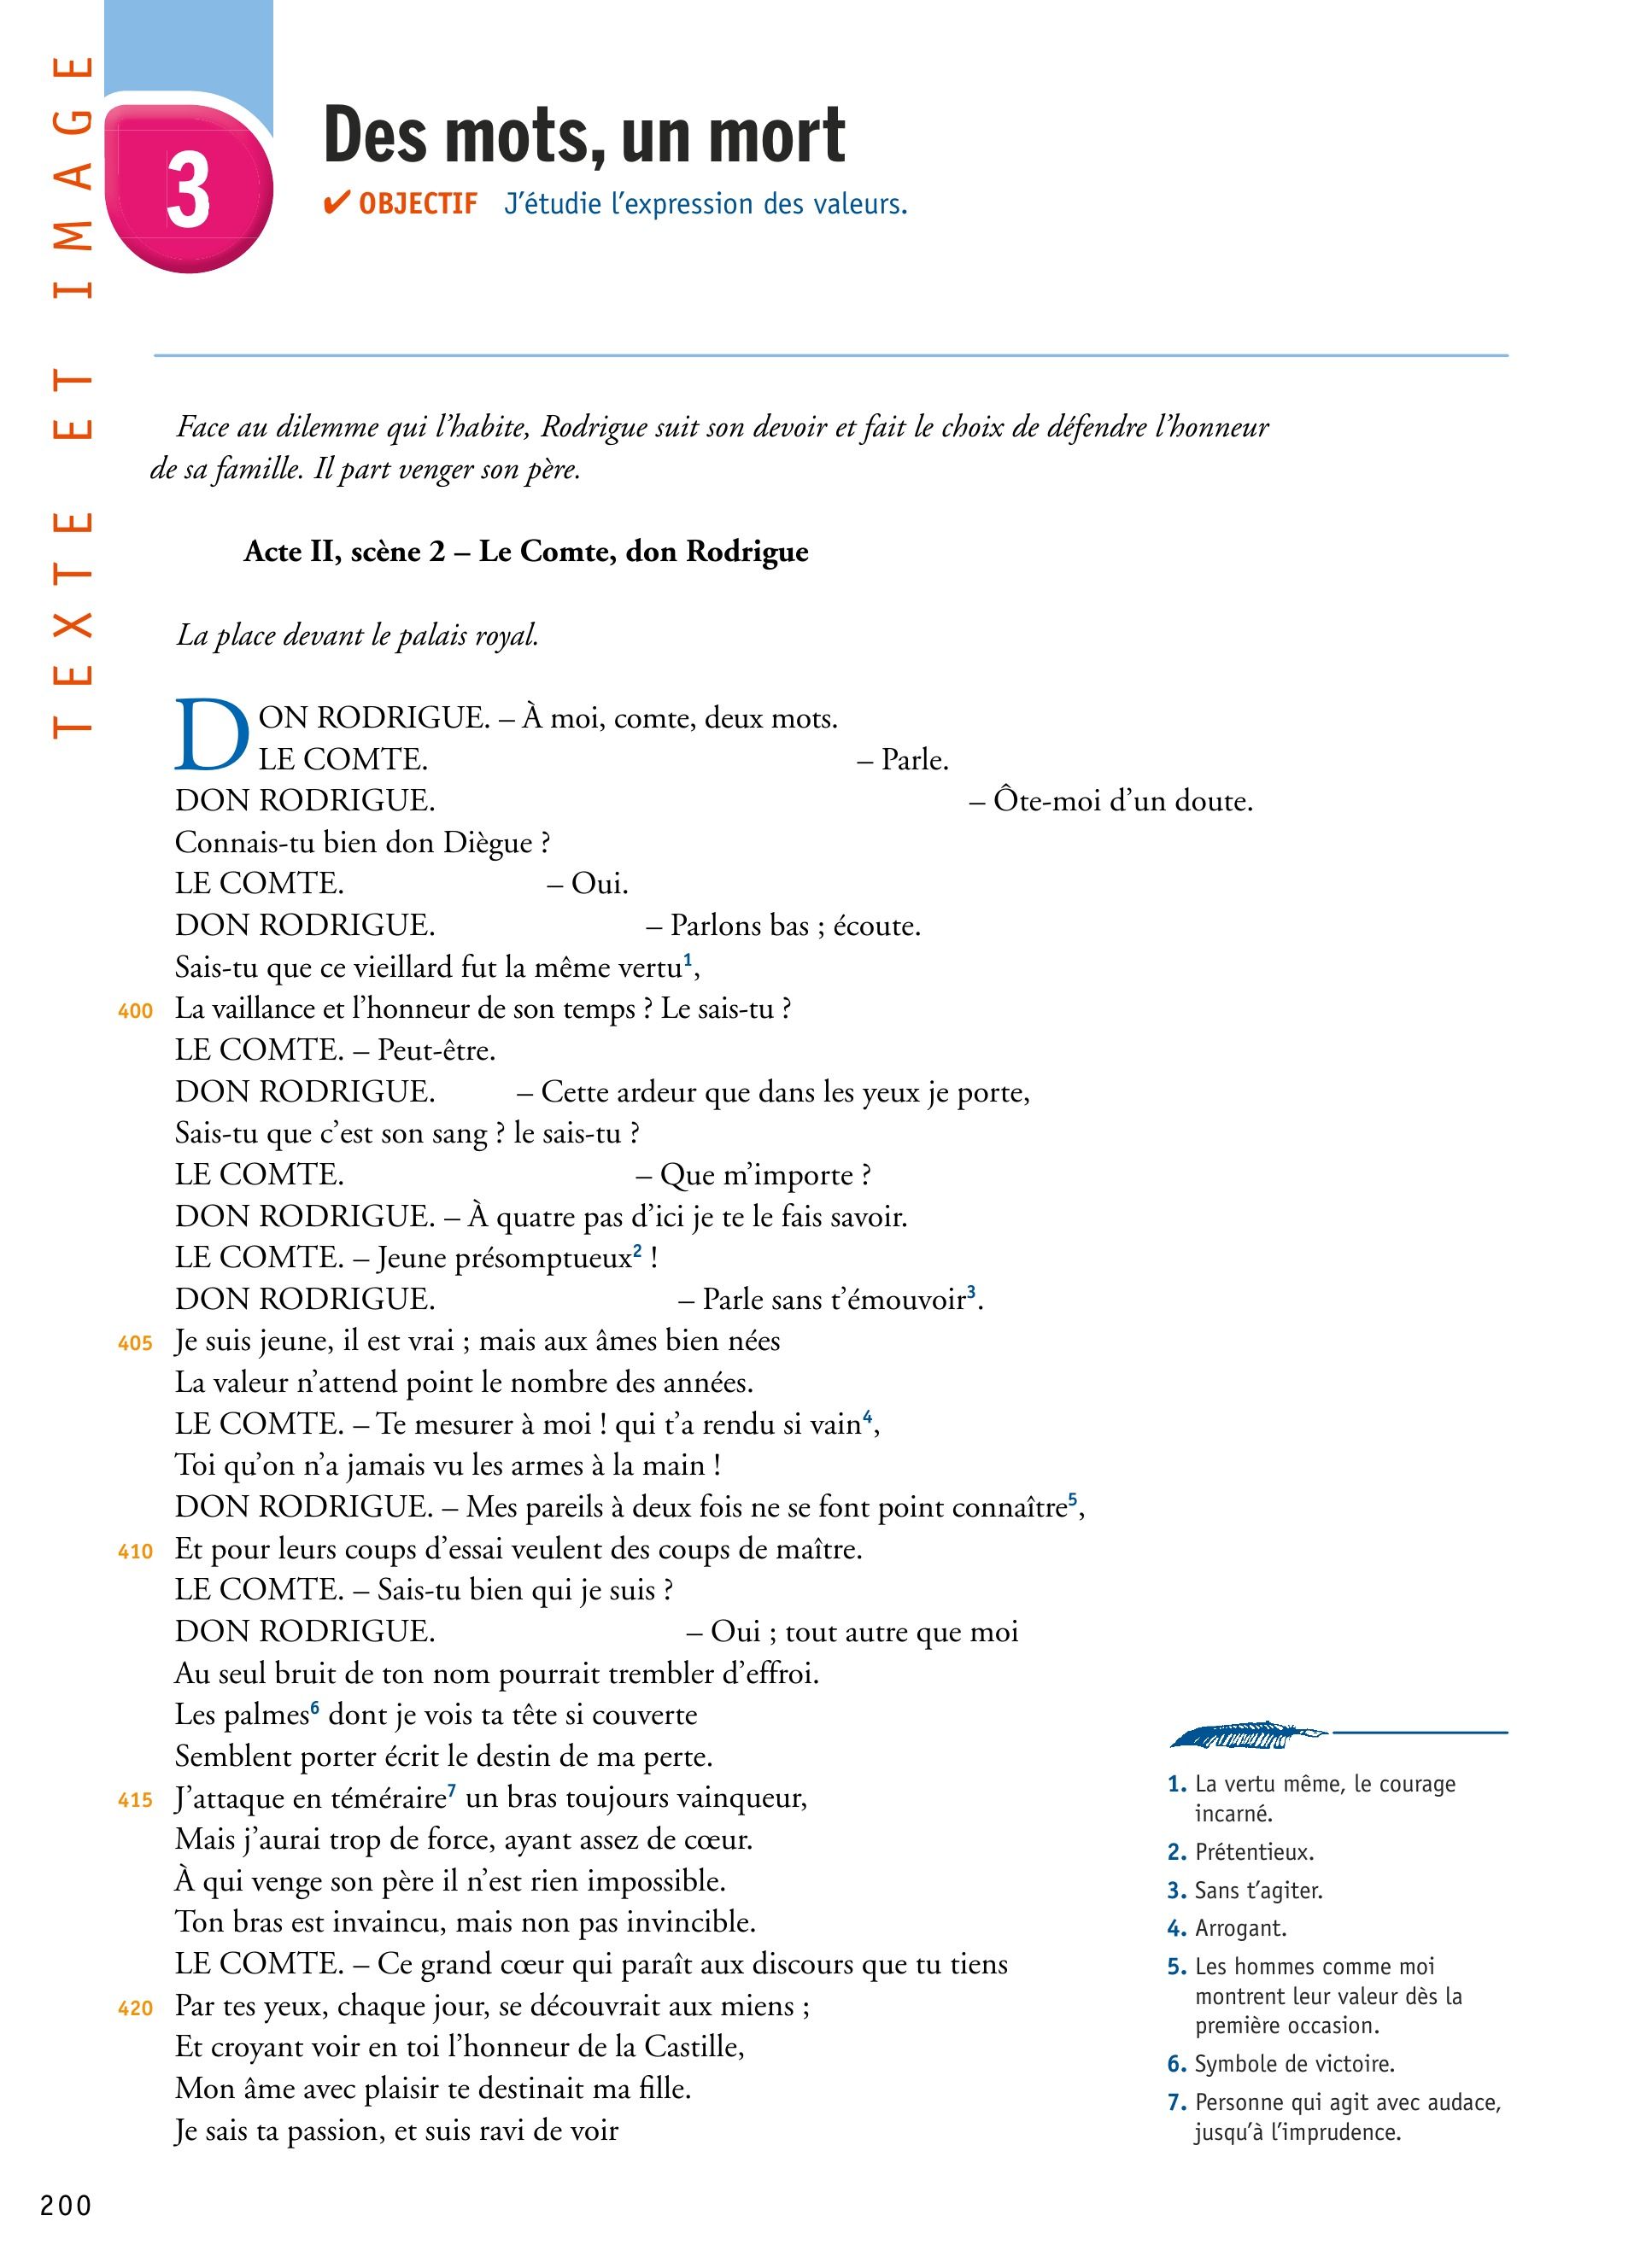 TEXTE ET IMAGE
3
Des mots, un mort
✔ OBJECTIF J’étudie l’expression des valeurs.
Face au dilemme qui l’habite, Rodrigue suit son devoir et fait le choix de défendre l’honneur
de sa famille. Il part venger son père.
Acte II, scène 2 – Le Comte, don Rodrigue
La place devant le palais royal.
DON RODRIGUE. – À moi, comte, deux mots.
LE COMTE. – Parle.
DON RODRIGUE. – Ôte-moi d’un doute.
Connais-tu bien don Diègue ?
LE COMTE. – Oui.
DON RODRIGUE. – Parlons bas ; écoute.
Sais-tu que ce vieillard fut la même vertu1,
400 La vaillance et l’honneur de son temps ? Le sais-tu ?
LE COMTE. – Peut-être.
DON RODRIGUE. – Cette ardeur que dans les yeux je porte,
Sais-tu que c’est son sang ? le sais-tu ?
LE COMTE. – Que m’importe ?
DON RODRIGUE. – À quatre pas d’ici je te le fais savoir.
LE COMTE. – Jeune présomptueux2 !
DON RODRIGUE. – Parle sans t’émouvoir3.
405 Je suis jeune, il est vrai ; mais aux âmes bien nées
La valeur n’attend point le nombre des années.
LE COMTE. – Te mesurer à moi ! qui t’a rendu si vain4,
Toi qu’on n’a jamais vu les armes à la main !
DON RODRIGUE. – Mes pareils à deux fois ne se font point connaître5,
410 Et pour leurs coups d’essai veulent des coups de maître.
LE COMTE. – Sais-tu bien qui je suis ?
DON RODRIGUE. – Oui ; tout autre que moi
Au seul bruit de ton nom pourrait trembler d’effroi.
Les palmes6 dont je vois ta tête si couverte
Semblent porter écrit le destin de ma perte.
415 J’attaque en téméraire7 un bras toujours vainqueur,
Mais j’aurai trop de force, ayant assez de cœur.
À qui venge son père il n’est rien impossible.
Ton bras est invaincu, mais non pas invincible.
LE COMTE. – Ce grand cœur qui paraît aux discours que tu tiens
420 Par tes yeux, chaque jour, se découvrait aux miens ;
Et croyant voir en toi l’honneur de la Castille,
Mon âme avec plaisir te destinait ma fille.
Je sais ta passion, et suis ravi de voir
1. La vertu même, le courage
incarné.
2. Prétentieux.
3. Sans t’agiter.
4. Arrogant.
5. Les hommes comme moi
montrent leur valeur dès la
première occasion.
6. Symbole de victoire.
7. Personne qui agit avec audace,
jusqu’à l’imprudence.
200